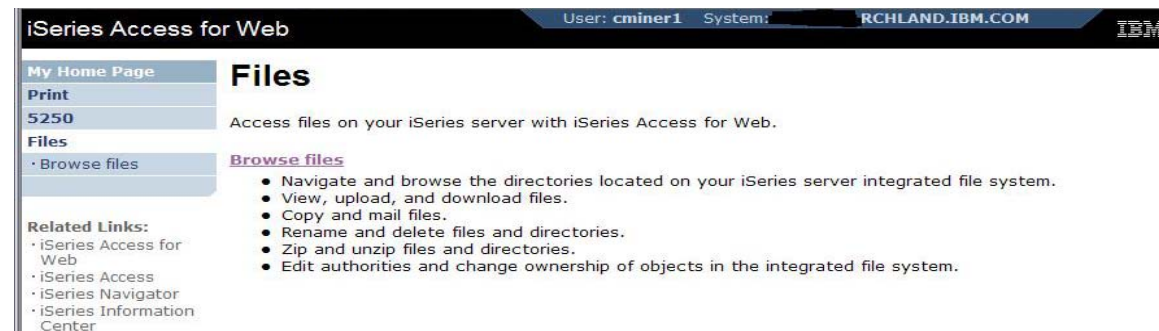 iSeries Access for Web
User: cminer1 System: RCHLAND.IBM.COM
IBM
My Home Page
Print
5250
Files
· Browse files
Related Links:
· iSeries Access for
Web
· iSeries Access
· iSeries Navigator
· iSeries Information
Center
Files
Access files on your iSeries server with iSeries Access for Web.
Browse files
• Navigate and browse the directories located on your iSeries server integrated file system.
• View, upload, and download files.
• Copy and mail files.
• Rename and delete files and directories.
• Zip and unzip files and directories.
• Edit authorities and change ownership of objects in the integrated file system.